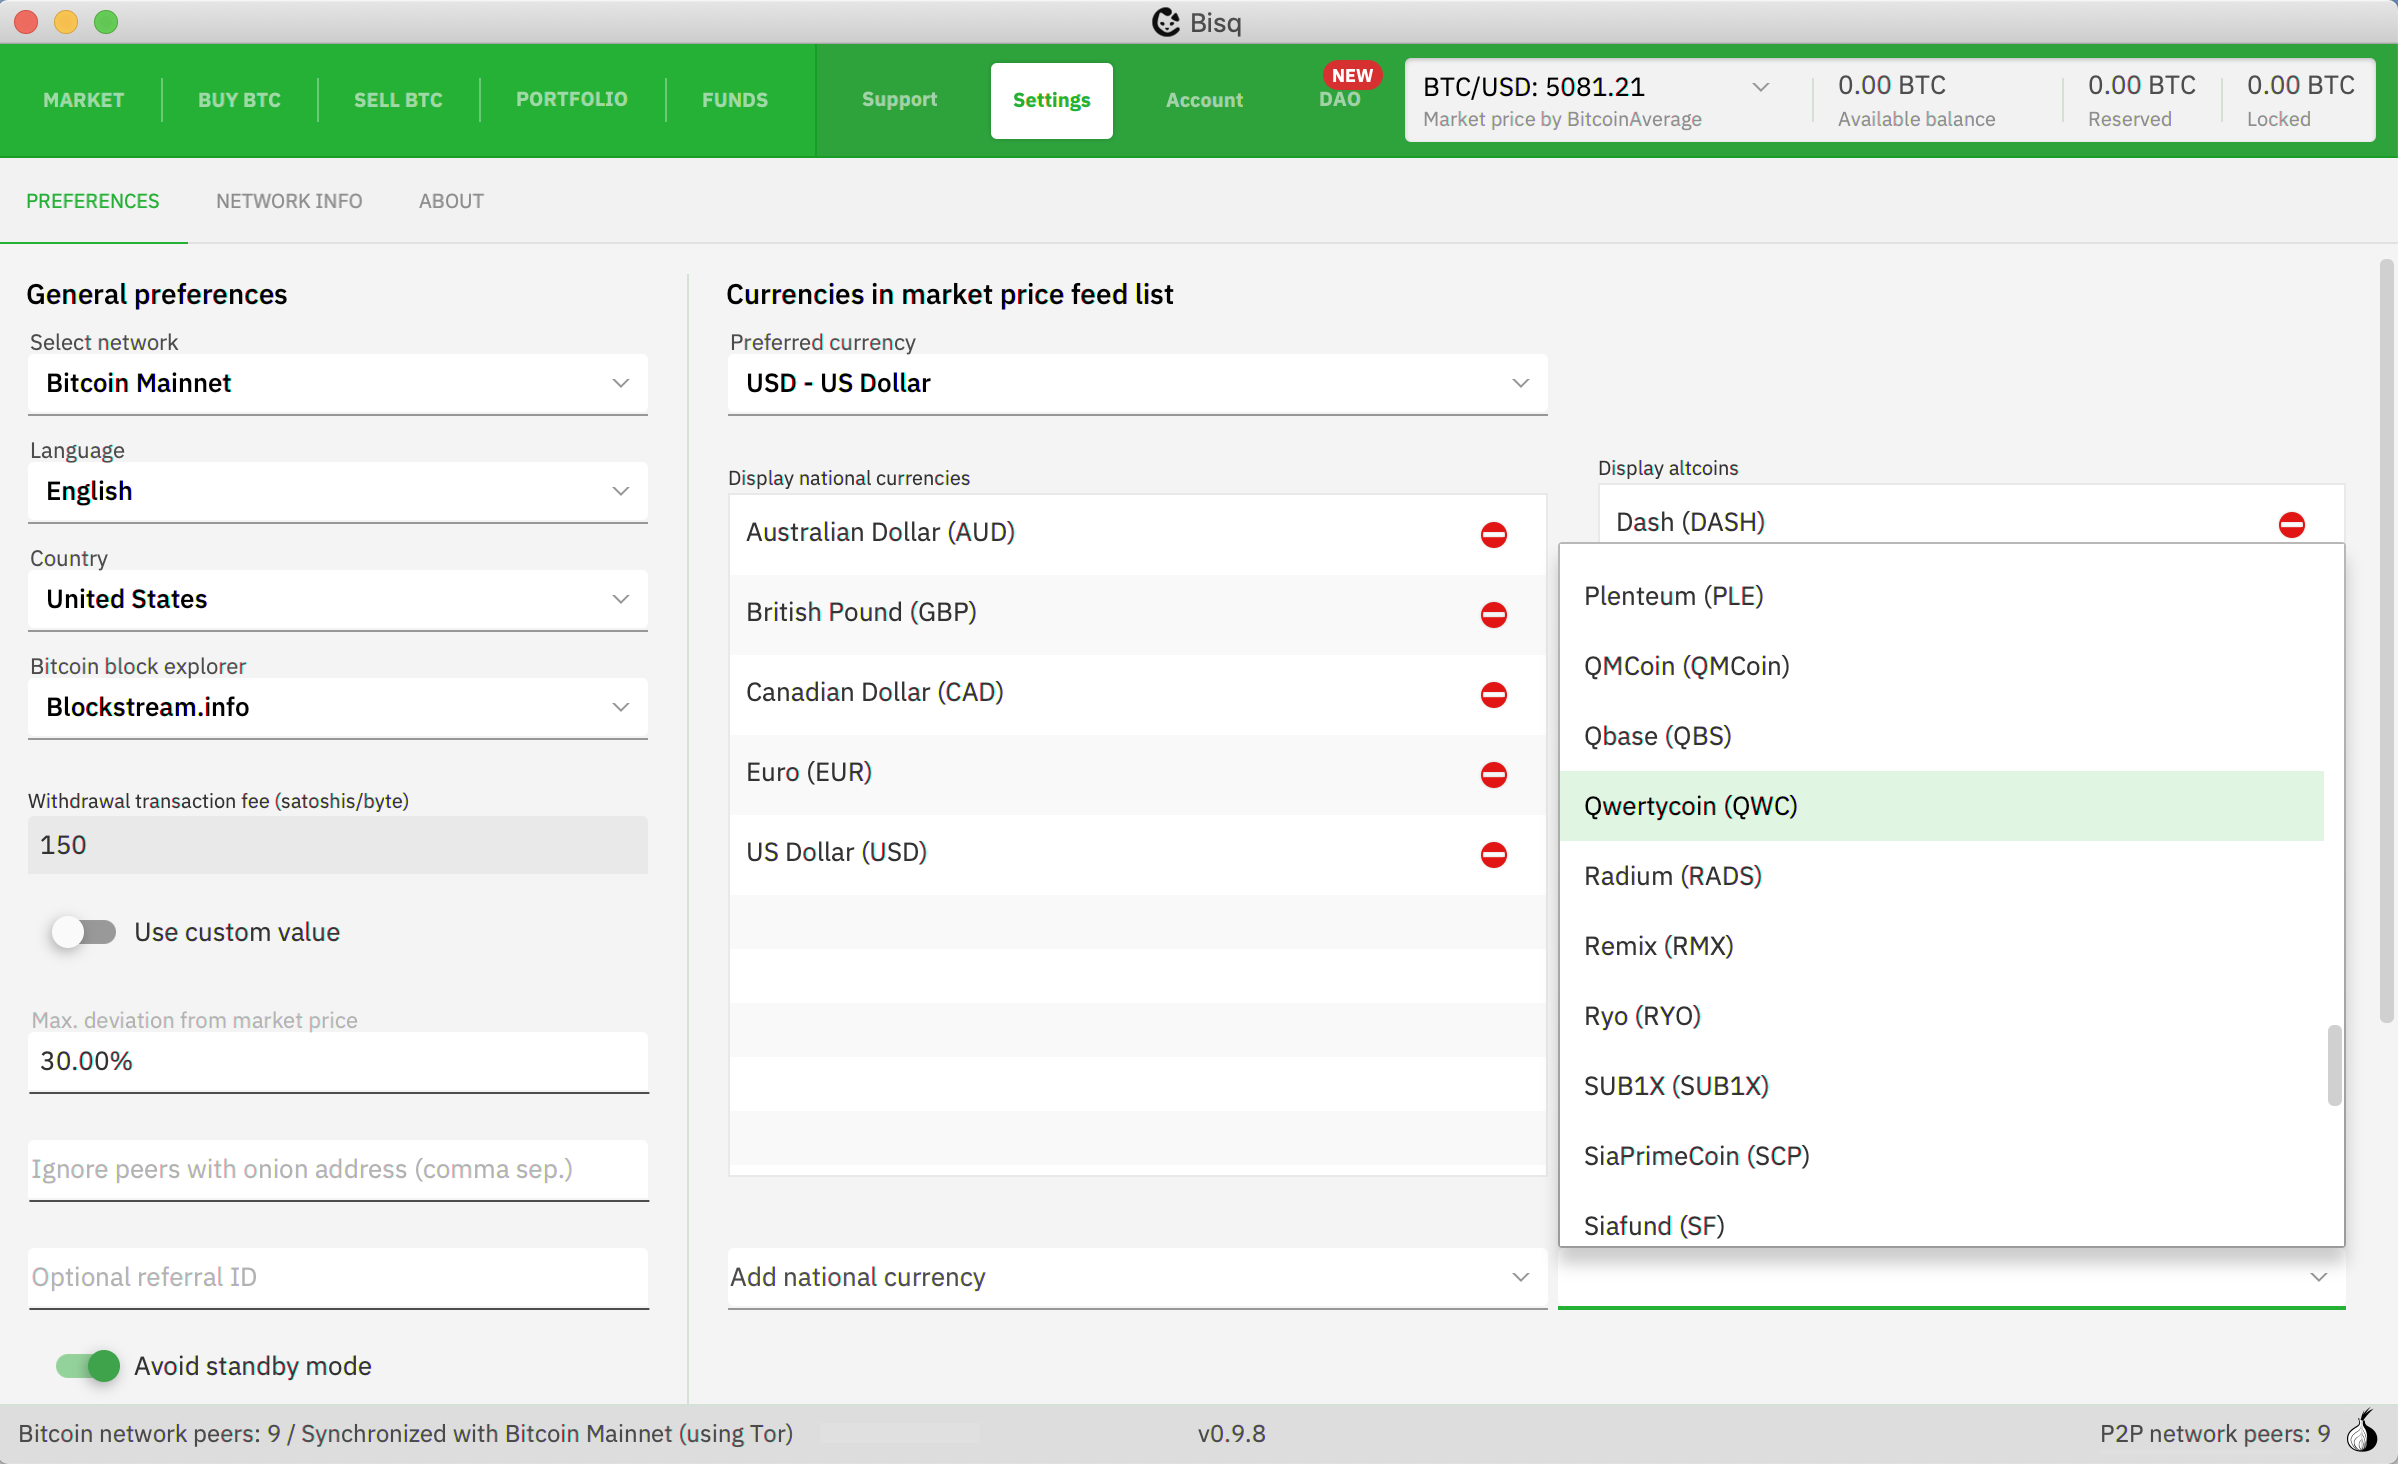 Bisq
MARKET
BUY BTC
SELL BTC
PORTFOLIO
FUNDS
Support
Settings
Account
NEW
DAO
BTC/USD: 5081.21
Market price by BitcoinAverage
0.00 BTC
Available balance
0.00 BTC
Reserved
0.00 BTC
Locked
PREFERENCES
NETWORK INFO
ABOUT
General preferences
Select network
Bitcoin Mainnet
Language
English
Country
United States
Bitcoin block explorer
Blockstream.info
Withdrawal transaction fee (satoshis/byte)
150
Use custom value
Max. deviation from market price
30.00%
Ignore peers with onion address (comma sep.)
Optional referral ID
Avoid standby mode
Currencies in market price feed list
Preferred currency
USD - US Dollar
Display national currencies
Australian Dollar (AUD)
British Pound (GBP)
Canadian Dollar (CAD)
Euro (EUR)
US Dollar (USD)
Add national currency
Display altcoins
Dash (DASH)
Plenteum (PLE)
QMCoin (QMCoin)
Qbase (QBS)
Qwertycoin (QWC)
Radium (RADS)
Remix (RMX)
Ryo (RYO)
SUB1X (SUB1X)
SiaPrimeCoin (SCP)
Siafund (SF)
Bitcoin network peers: 9 / Synchronized with Bitcoin Mainnet (using Tor)
v0.9.8
P2P network peers: 9